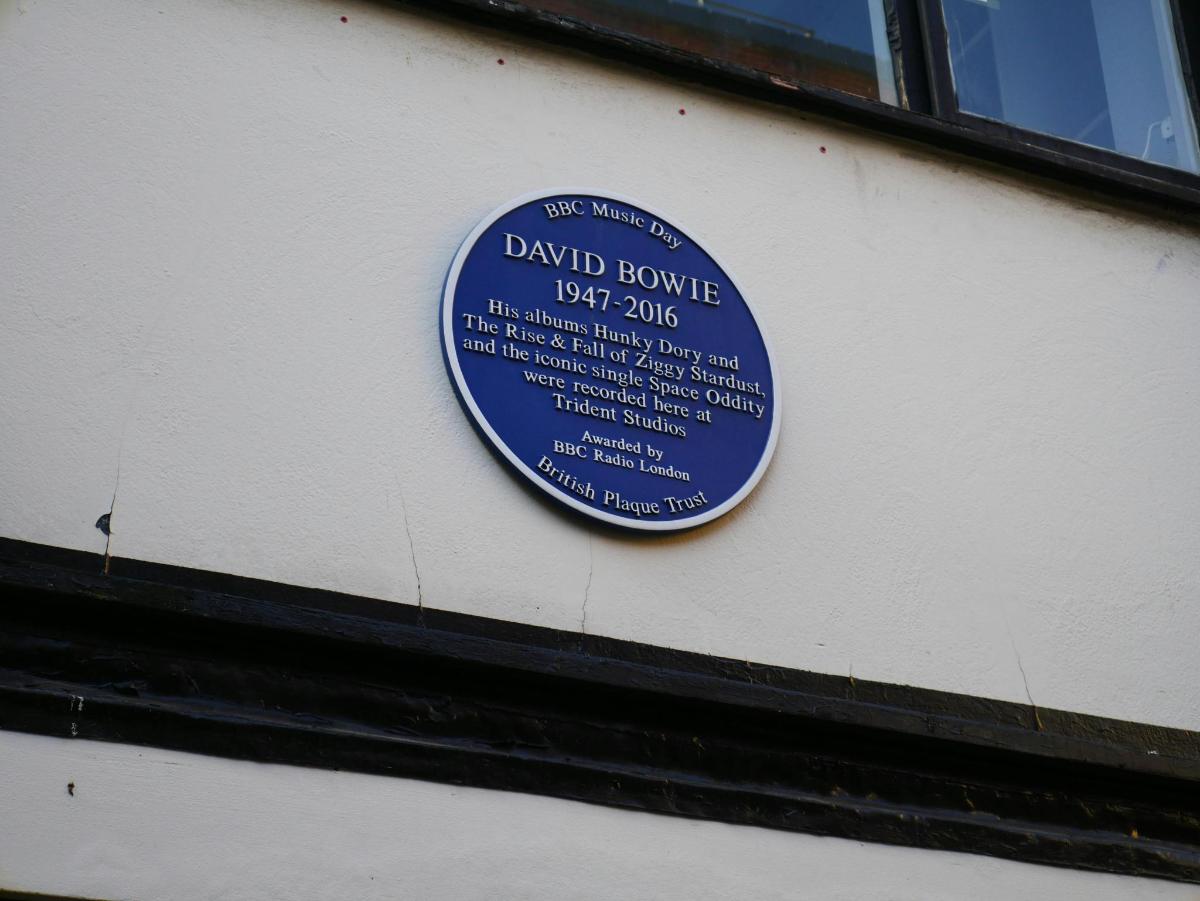 BBC Music Day
DAVID BOWIE
1947-2016
His albums Hunky Dory and
The Rise & Fall of Ziggy Stardust,
and the iconic single Space Oddity
were recorded here at
Trident Studios
Awarded by
BBC Radio London
British Plaque Trust